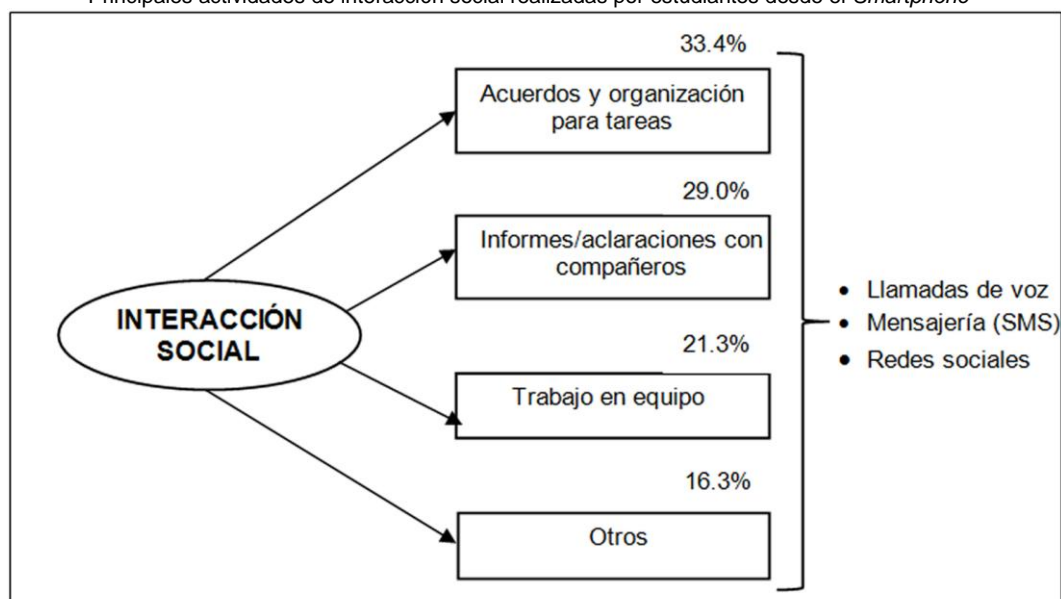 Principales actividades de interacción social realizadas por estudiantes desde el Smartphone
33.4%
Acuerdos y organización
para tareas
29.0%
Informes/aclaraciones con
compañeros
INTERACCIÓN
SOCIAL
21.3%
Trabajo en equipo
16.3%
Otros
• Llamadas de voz
• Mensajería (SMS)
• Redes sociales